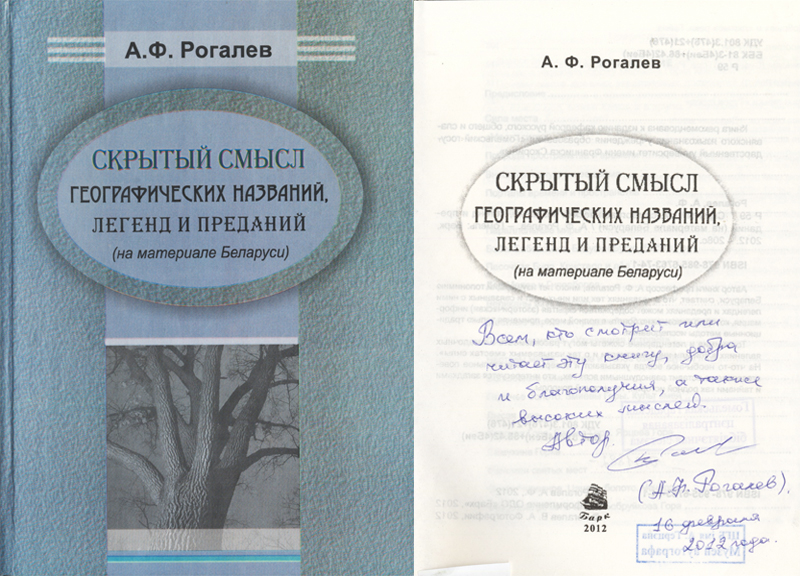 А.Ф. Рогалев
СКРЫТЫЙ СМЫСЛ
ГЕОГРАФИЧЕСКИХ НАЗВАНИЙ,
ЛЕГЕНД И ПРЕДАНИЙ
(на материале Беларуси)
А. Ф. Рогалев
СКРЫТЫЙ СМЫСЛ
ГЕОГРАФИЧЕСКИХ НАЗВАНИЙ,
ЛЕГЕНД И ПРЕДАНИЙ
(на материале Беларуси)
Всем, кто смотрит или
читает эту книгу, добра
и благополучия, а также
высоких мыслей.
Автор.
(А.Ф. Рогалев).
16 февраля
2012 года.
Барк
2012